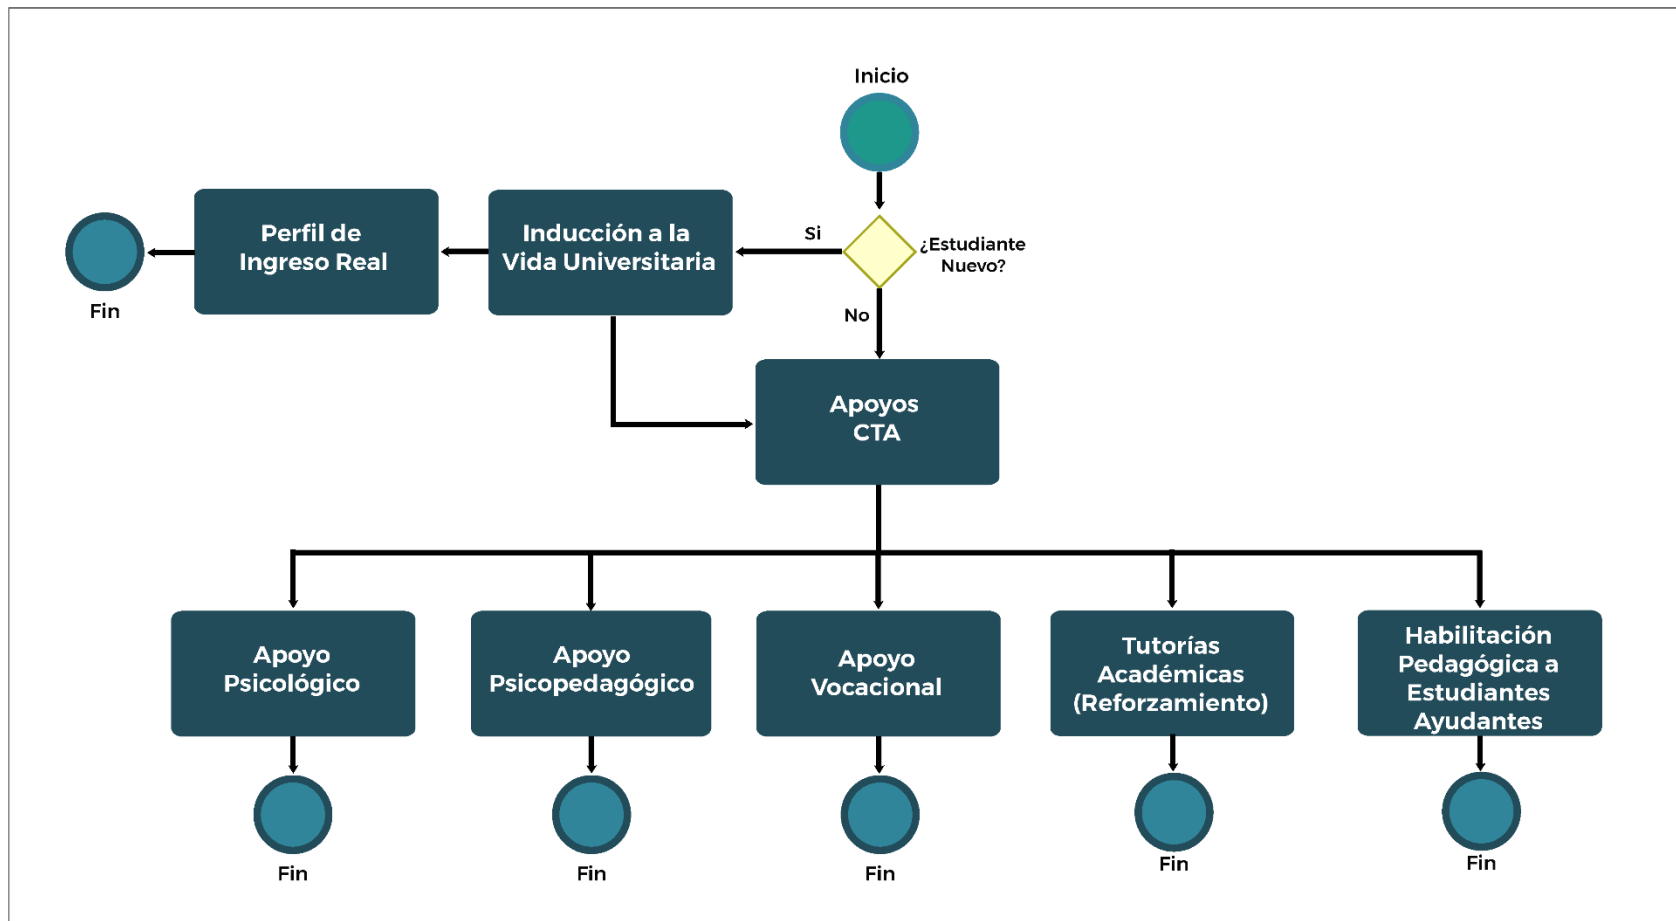 Inicio
¿Estudiante
Nuevo?
Si
No
Inducción a la
Vida Universitaria
Perfil de
Ingreso Real
Fin
Apoyos
CTA
Apoyo
Psicológico
Apoyo
Psicopedagógico
Apoyo
Vocacional
Tutorías
Académicas
(Reforzamiento)
Habilitación
Pedagógica a
Estudiantes
Ayudantes
Fin
Fin
Fin
Fin
Fin